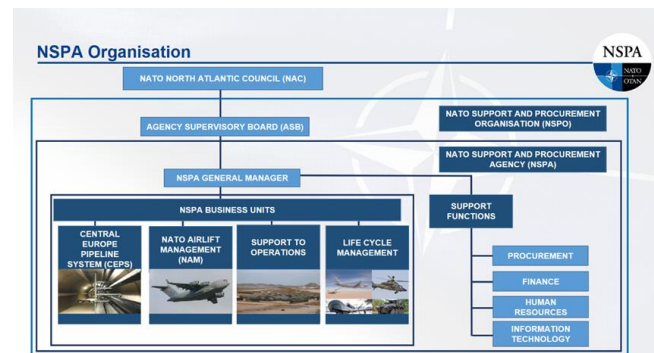 NSPA Organisation
NSPA
NATO
OTAN
NATO NORTH ATLANTIC COUNCIL (NAC)
AGENCY SUPERVISORY BOARD (ASB)
NATO SUPPORT AND PROCUREMENT
ORGANISATION (NSPO)
NATO SUPPORT AND PROCUREMENT
AGENCY (NSPA)
NSPA GENERAL MANAGER
NSPA BUSINESS UNITS
SUPPORT
FUNCTIONS
CENTRAL
EUROPE
PIPELINE
SYSTEM (CEPS)
NATO AIRLIFT
MANAGEMENT
(NAM)
SUPPORT TO
OPERATIONS
LIFE CYCLE
MANAGEMENT
PROCUREMENT
FINANCE
HUMAN
RESOURCES
INFORMATION
TECHNOLOGY